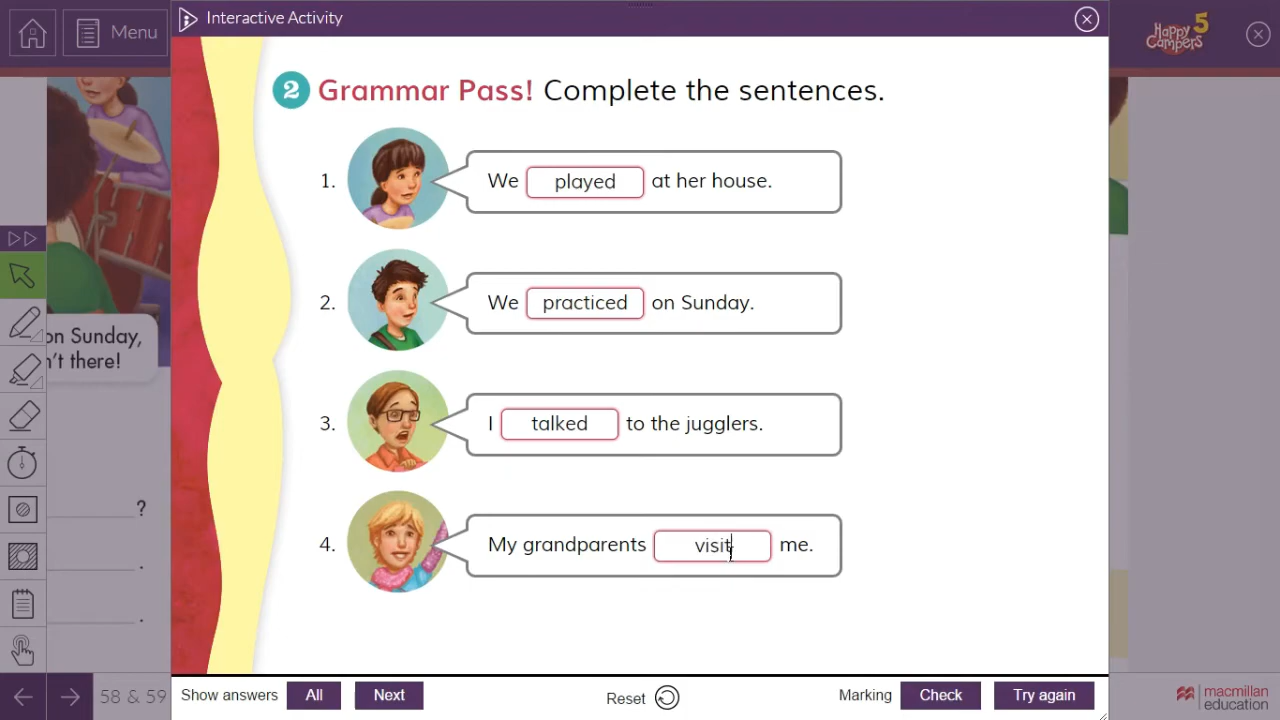 Interactive Activity
Menu
Happy Campers 5
2 Grammar Pass! Complete the sentences.
1. We played at her house.
2. We practiced on Sunday.
on Sunday,
n't there!
3. I talked to the jugglers.
?
4. My grandparents visit me.
.
.
58 & 59
Show answers All Next Reset Marking Check Try again
macmillan
education